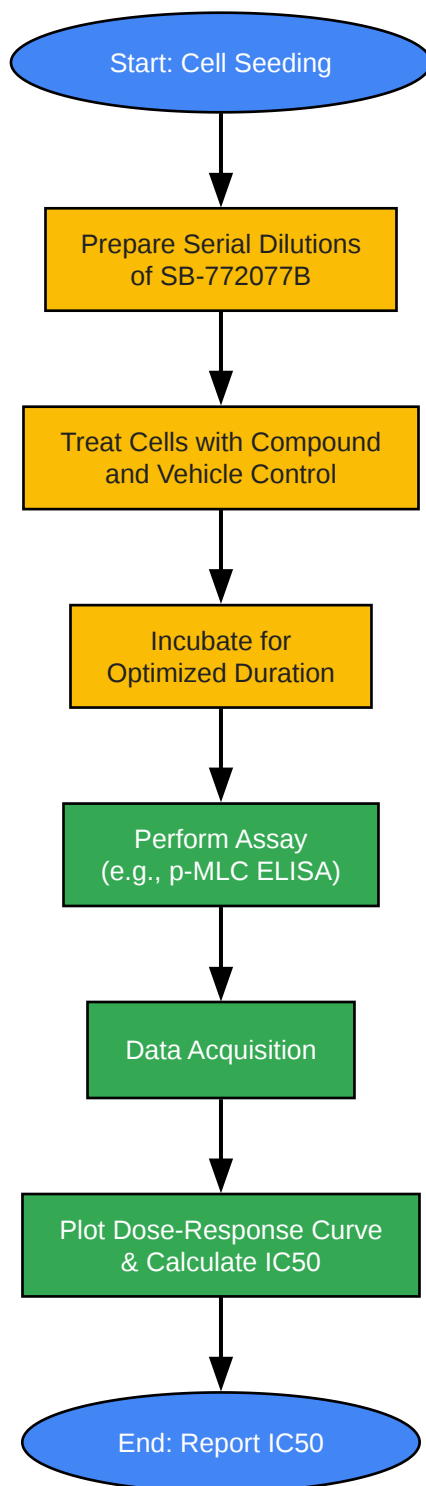 Start: Cell Seeding
Prepare Serial Dilutions
of SB-772077B
Treat Cells with Compound
and Vehicle Control
Incubate for
Optimized Duration
Perform Assay
(e.g., p-MLC ELISA)
Data Acquisition
Plot Dose-Response Curve
& Calculate IC50
End: Report IC50